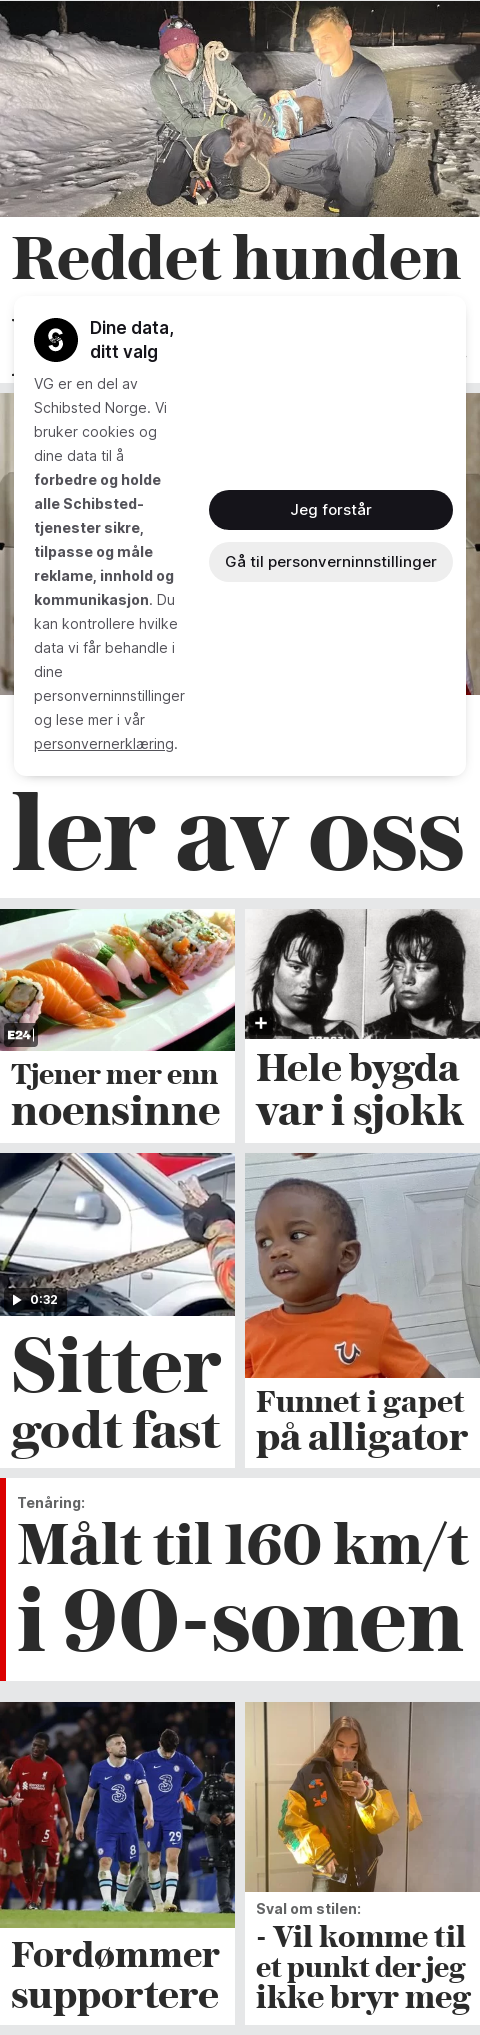 Reddet hunden
Dine data,
ditt valg
VG er en del av
Schibsted Norge. Vi
bruker cookies og
dine data til å
forbedre og holde
alle Schibsted-
tjenester sikre,
tilpasse og måle
reklame, innhold og
kommunikasjon. Du
kan kontrollere hvilke
data vi får behandle i
dine
personverninnstillinger
og lese mer i vår
personvernerklæring.
Jeg forstår
Gå til personverninnstillinger
ler av oss
E24
Tjener mer enn
noensinne
+
Hele bygda
var i sjokk
0:32
Sitter
godt fast
Funnet i gapet
på alligator
Tenåring:
Målt til 160 km/t
i 90-sonen
5
3
8
3
29
Fordømmer
supportere
Sval om stilen:
- Vil komme til
et punkt der jeg
ikke bryr meg